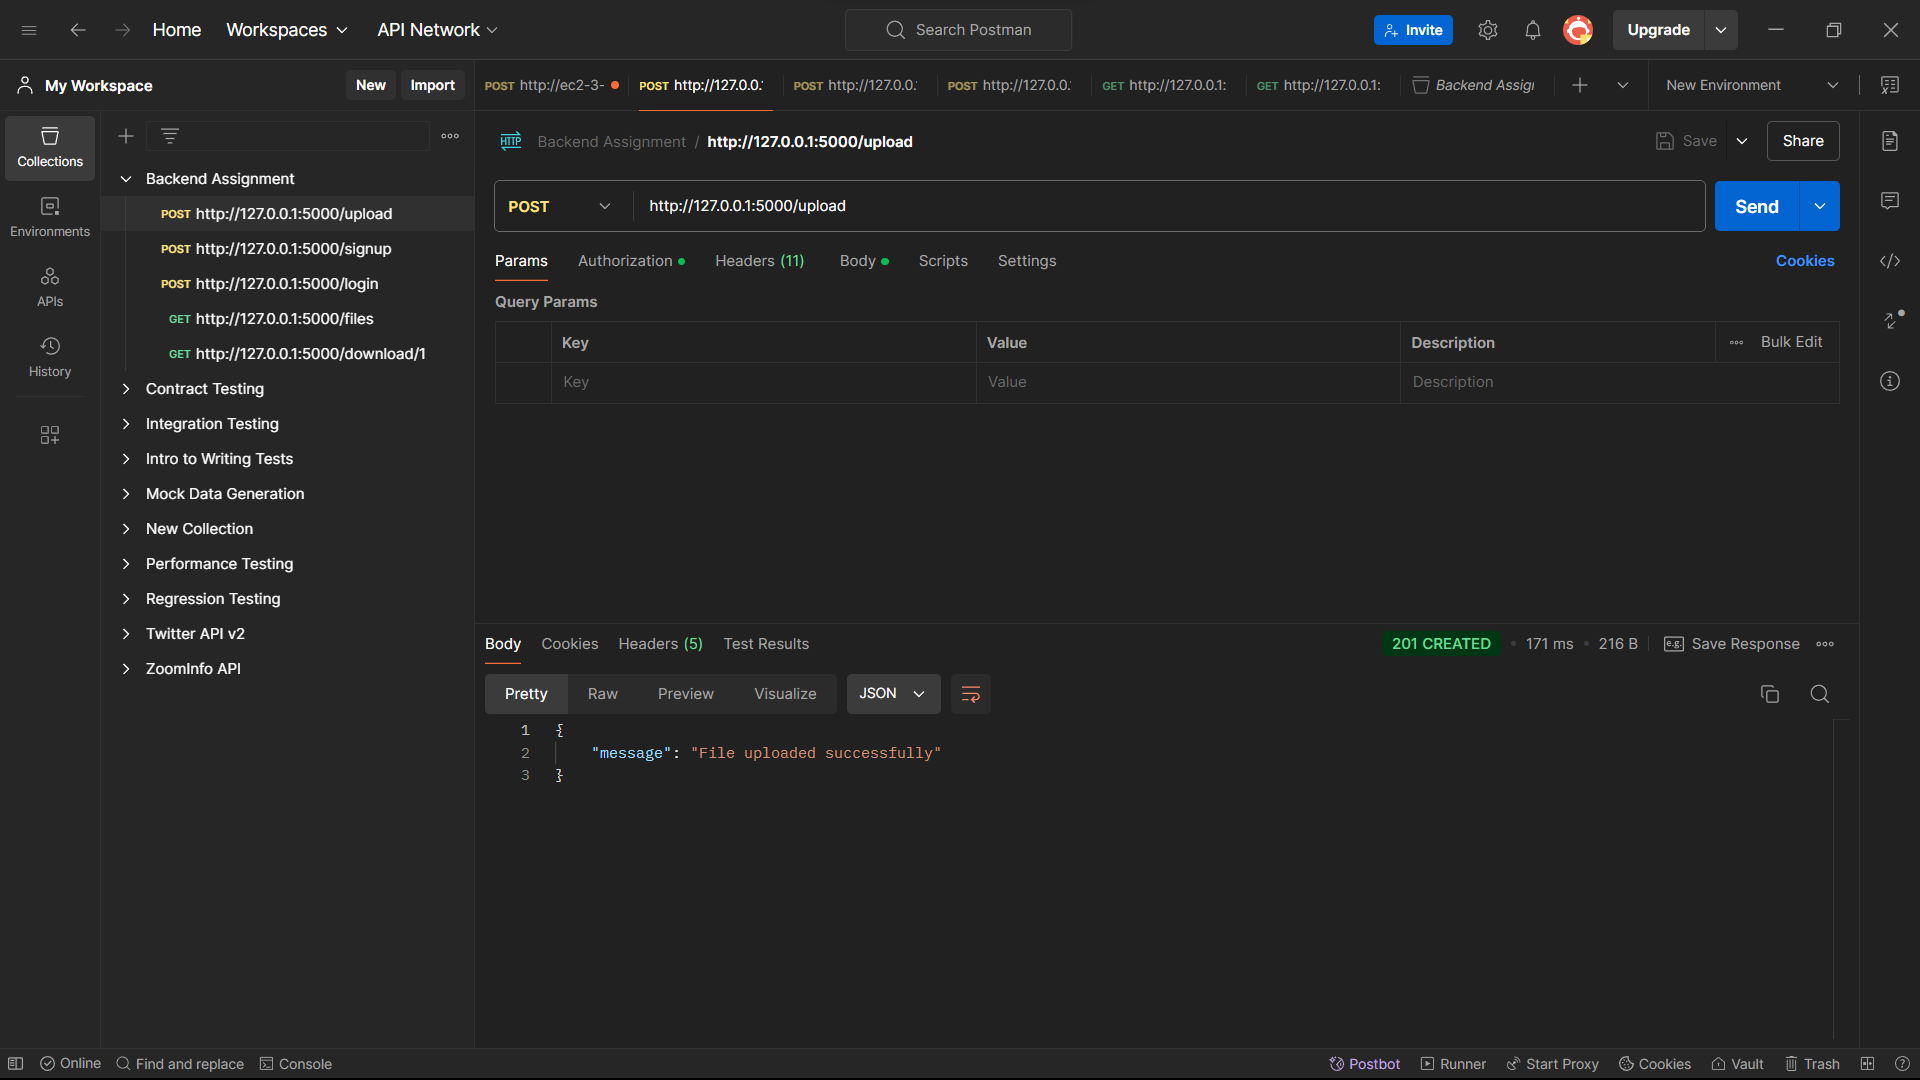 Home Workspaces API Network Search Postman Invite Upgrade
My Workspace New Import POST http://ec2-3- POST http://127.0.0. POST http://127.0.0. POST http://127.0.0. GET http://127.0.0.1: GET http://127.0.0.1: Backend Assig New Environment
Collections
Environments
APIs
History
Backend Assignment
POST http://127.0.0.1:5000/upload
POST http://127.0.0.1:5000/signup
POST http://127.0.0.1:5000/login
GET http://127.0.0.1:5000/files
GET http://127.0.0.1:5000/download/1
Contract Testing
Integration Testing
Intro to Writing Tests
Mock Data Generation
New Collection
Performance Testing
Regression Testing
Twitter API v2
ZoomInfo API
HTTP Backend Assignment / http://127.0.0.1:5000/upload Save Share
POST http://127.0.0.1:5000/upload Send
Params Authorization Headers (11) Body Scripts Settings Cookies
Query Params
Key Value Description Bulk Edit
Key Value Description
Body Cookies Headers (5) Test Results 201 CREATED 171 ms 216 B e.g. Save Response
Pretty Raw Preview Visualize JSON
1 {
2 "message": "File uploaded successfully"
3 }
Online Find and replace Console Postbot Runner Start Proxy Cookies Vault Trash